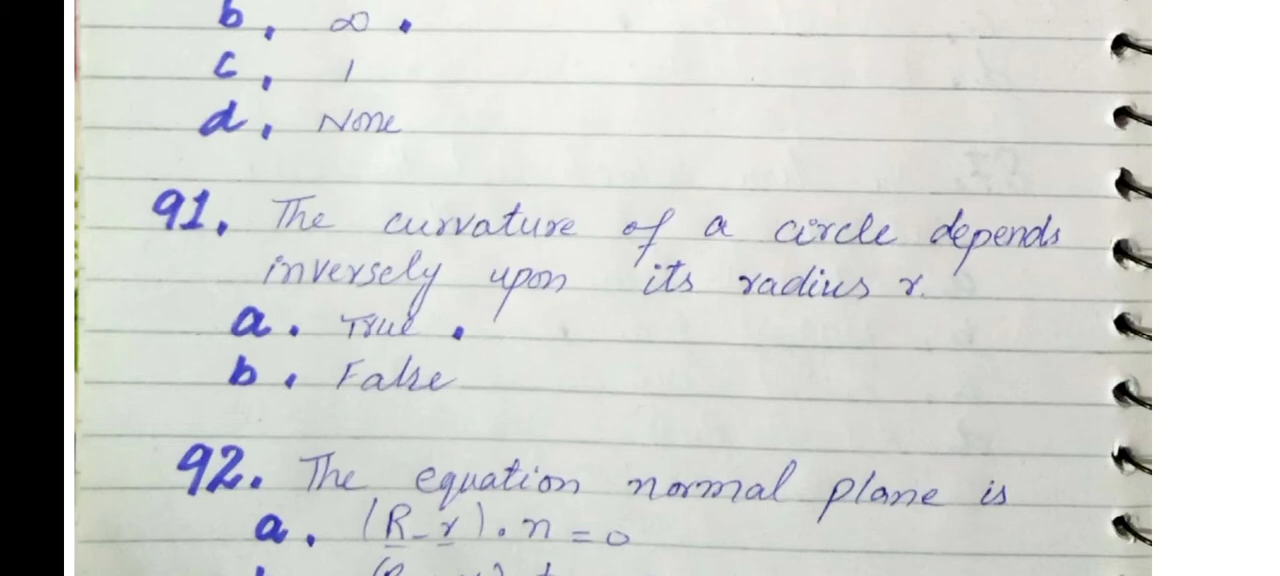 b. ∞ .
c. 1
d. None
91. The curvature of a circle depends
inversely upon its radius r.
a. True .
b. False
92. The equation normal plane is
a. (R - r) . n = 0